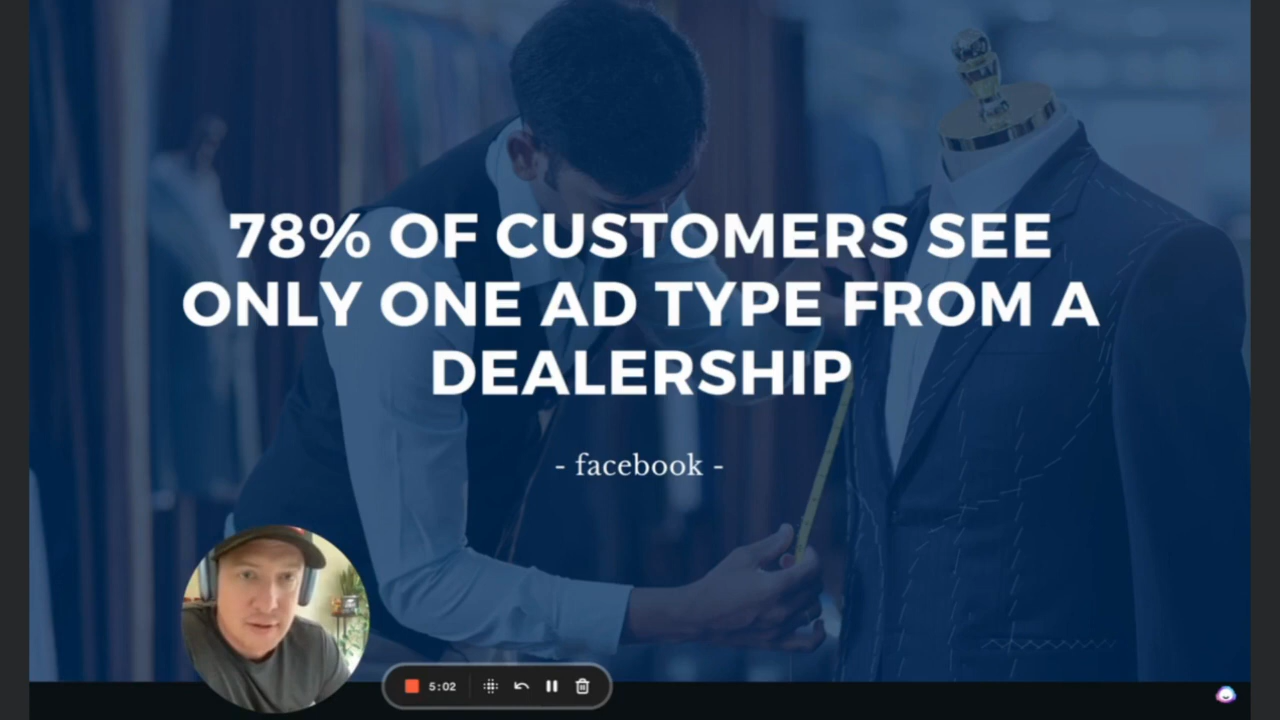 78% OF CUSTOMERS SEE
ONLY ONE AD TYPE FROM A
DEALERSHIP
- facebook -
5:02